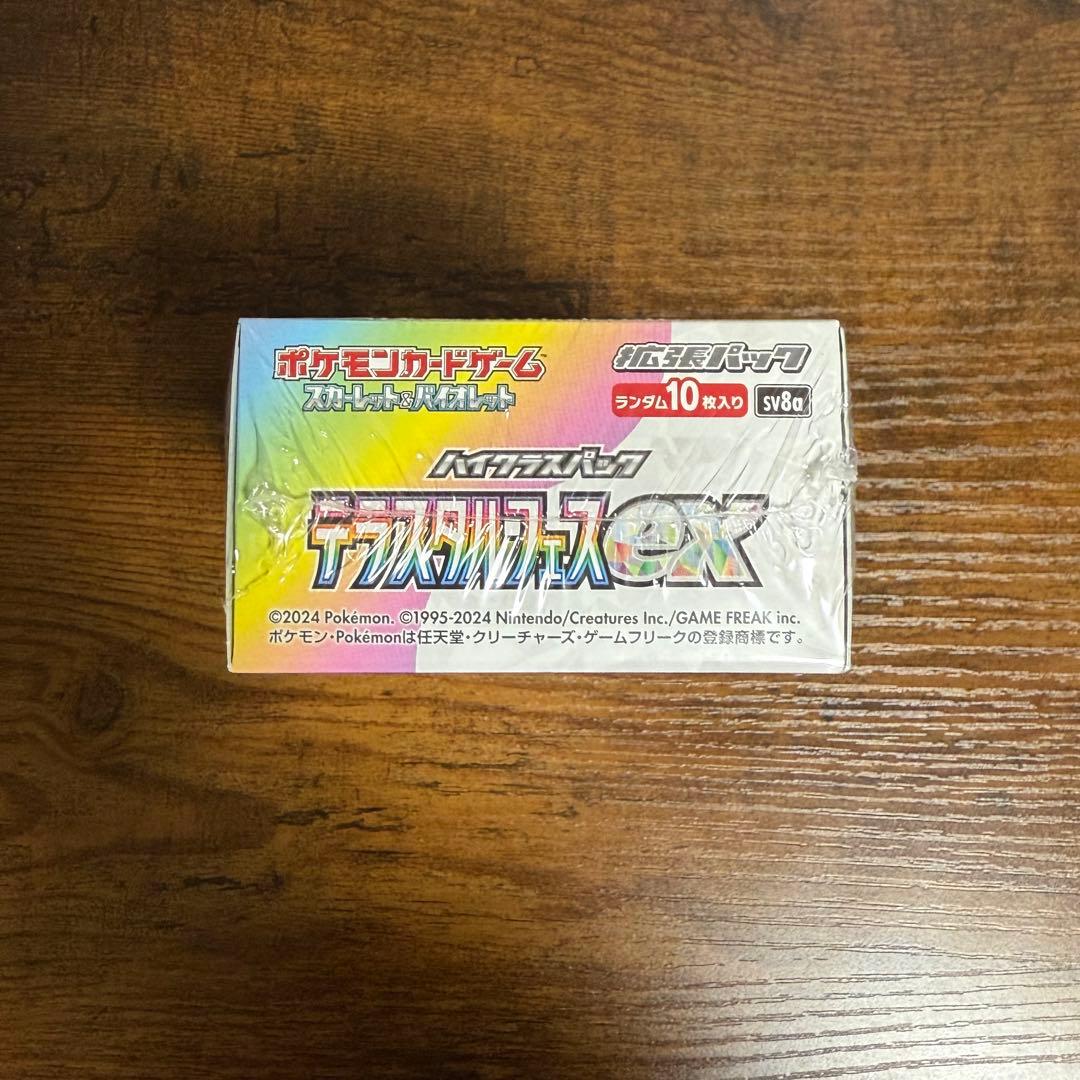 ポケモンカードゲーム™
スカーレット&バイオレット
拡張パック
ランダム10枚入り SV8a
ハイクラスパック
テラスタルフェスex
©2024 Pokémon. ©1995-2024 Nintendo/Creatures Inc./GAME FREAK inc.
ポケモン・Pokémonは任天堂・クリーチャーズ・ゲームフリークの登録商標です。